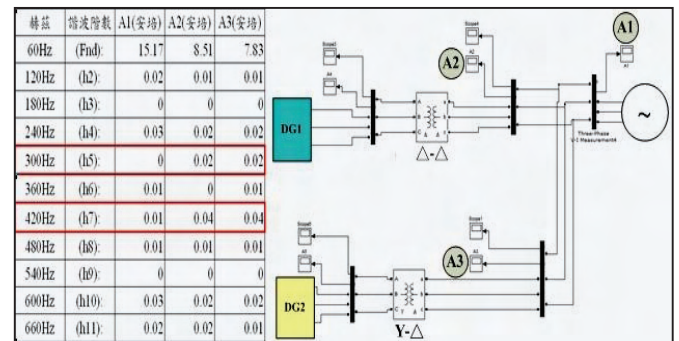 赫茲 諧波階數 A1(安培) A2(安培) A3(安培)
60Hz (Fnd): 15.17 8.51 7.83
120Hz (h2): 0.02 0.01 0.01
180Hz (h3): 0 0 0
240Hz (h4): 0.03 0.02 0.02
300Hz (h5): 0 0.02 0.02
360Hz (h6): 0.01 0 0.01
420Hz (h7): 0.01 0.04 0.04
480Hz (h8): 0.01 0.01 0.01
540Hz (h9): 0 0 0
600Hz (h10): 0.03 0.02 0.02
660Hz (h11): 0.02 0.02 0.01
A1
A2
DG1
△-△
~
Three-Phase
V-I Measurement4
A3
DG2
Y-△